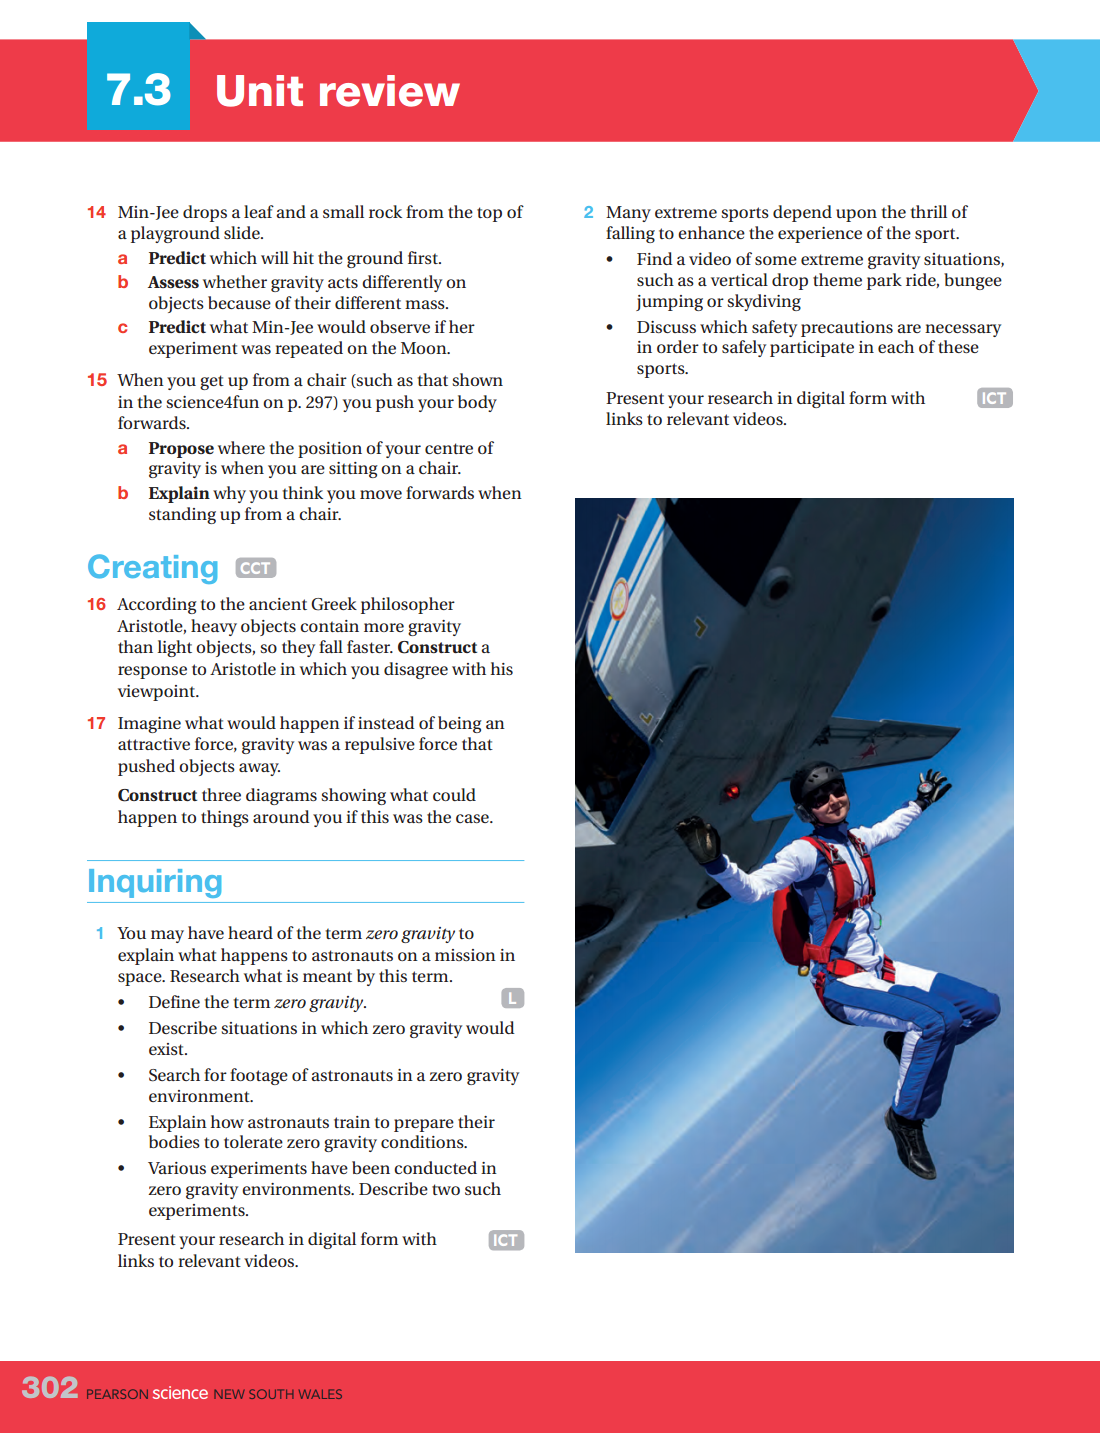 7.3 Unit review
14 Min-Jee drops a leaf and a small rock from the top of
a playground slide.
a Predict which will hit the ground first.
b Assess whether gravity acts differently on
objects because of their different mass.
c Predict what Min-Jee would observe if her
experiment was repeated on the Moon.
15 When you get up from a chair (such as that shown
in the science4fun on p. 297) you push your body
forwards.
a Propose where the position of your centre of
gravity is when you are sitting on a chair.
b Explain why you think you move forwards when
standing up from a chair.
Creating CCT
16 According to the ancient Greek philosopher
Aristotle, heavy objects contain more gravity
than light objects, so they fall faster. Construct a
response to Aristotle in which you disagree with his
viewpoint.
17 Imagine what would happen if instead of being an
attractive force, gravity was a repulsive force that
pushed objects away.
Construct three diagrams showing what could
happen to things around you if this was the case.
Inquiring
1 You may have heard of the term zero gravity to
explain what happens to astronauts on a mission in
space. Research what is meant by this term.
• Define the term zero gravity. L
• Describe situations in which zero gravity would
exist.
• Search for footage of astronauts in a zero gravity
environment.
• Explain how astronauts train to prepare their
bodies to tolerate zero gravity conditions.
• Various experiments have been conducted in
zero gravity environments. Describe two such
experiments.
Present your research in digital form with ICT
links to relevant videos.
2 Many extreme sports depend upon the thrill of
falling to enhance the experience of the sport.
• Find a video of some extreme gravity situations,
such as a vertical drop theme park ride, bungee
jumping or skydiving
• Discuss which safety precautions are necessary
in order to safely participate in each of these
sports.
Present your research in digital form with ICT
links to relevant videos.
302 PEARSON science NEW SOUTH WALES